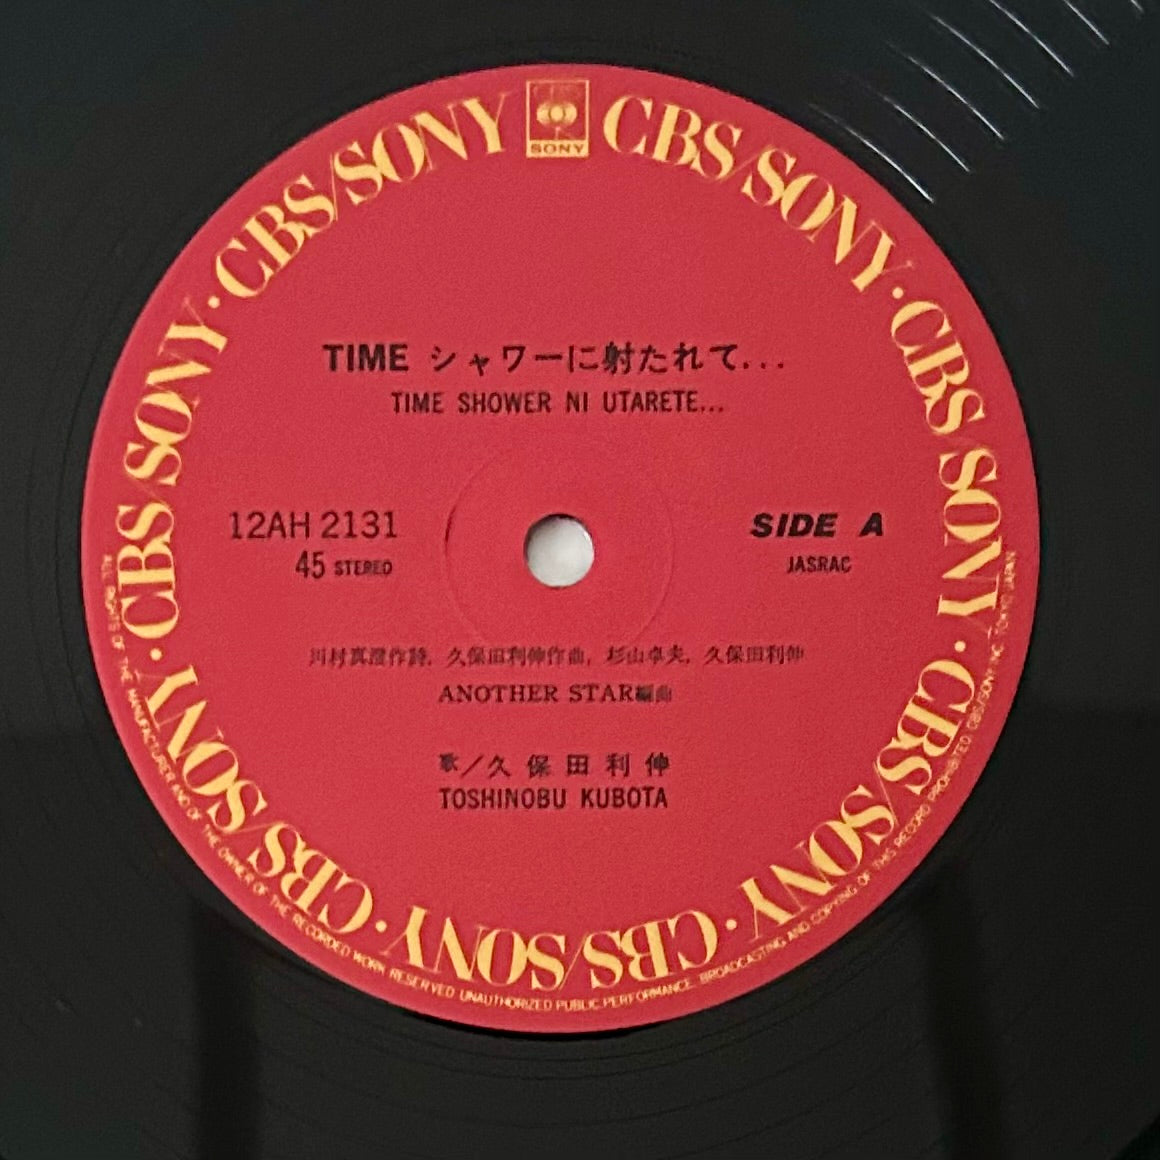 CBS/SONY · CBS/SONY · CBS/SONY · CBS/SONY · CBS/SONY · CBS/SONY · CBS/SONY · CBS/SONY
SONY
TIME シャワーに射たれて...
TIME SHOWER NI UTARETE...
12AH 2131
45 STEREO
SIDE A
JASRAC
川村真澄作詩, 久保田利伸作曲, 杉山卓夫, 久保田利伸
ANOTHER STAR編曲
歌/久保田利伸
TOSHINOBU KUBOTA
ALL RIGHTS OF THE MANUFACTURER AND OF THE OWNER OF THE RECORDED WORK RESERVED UNAUTHORIZED PUBLIC PERFORMANCE BROADCASTING AND COPYING OF THIS RECORD PROHIBITED CBS/SONY INC. TOKYO JAPAN